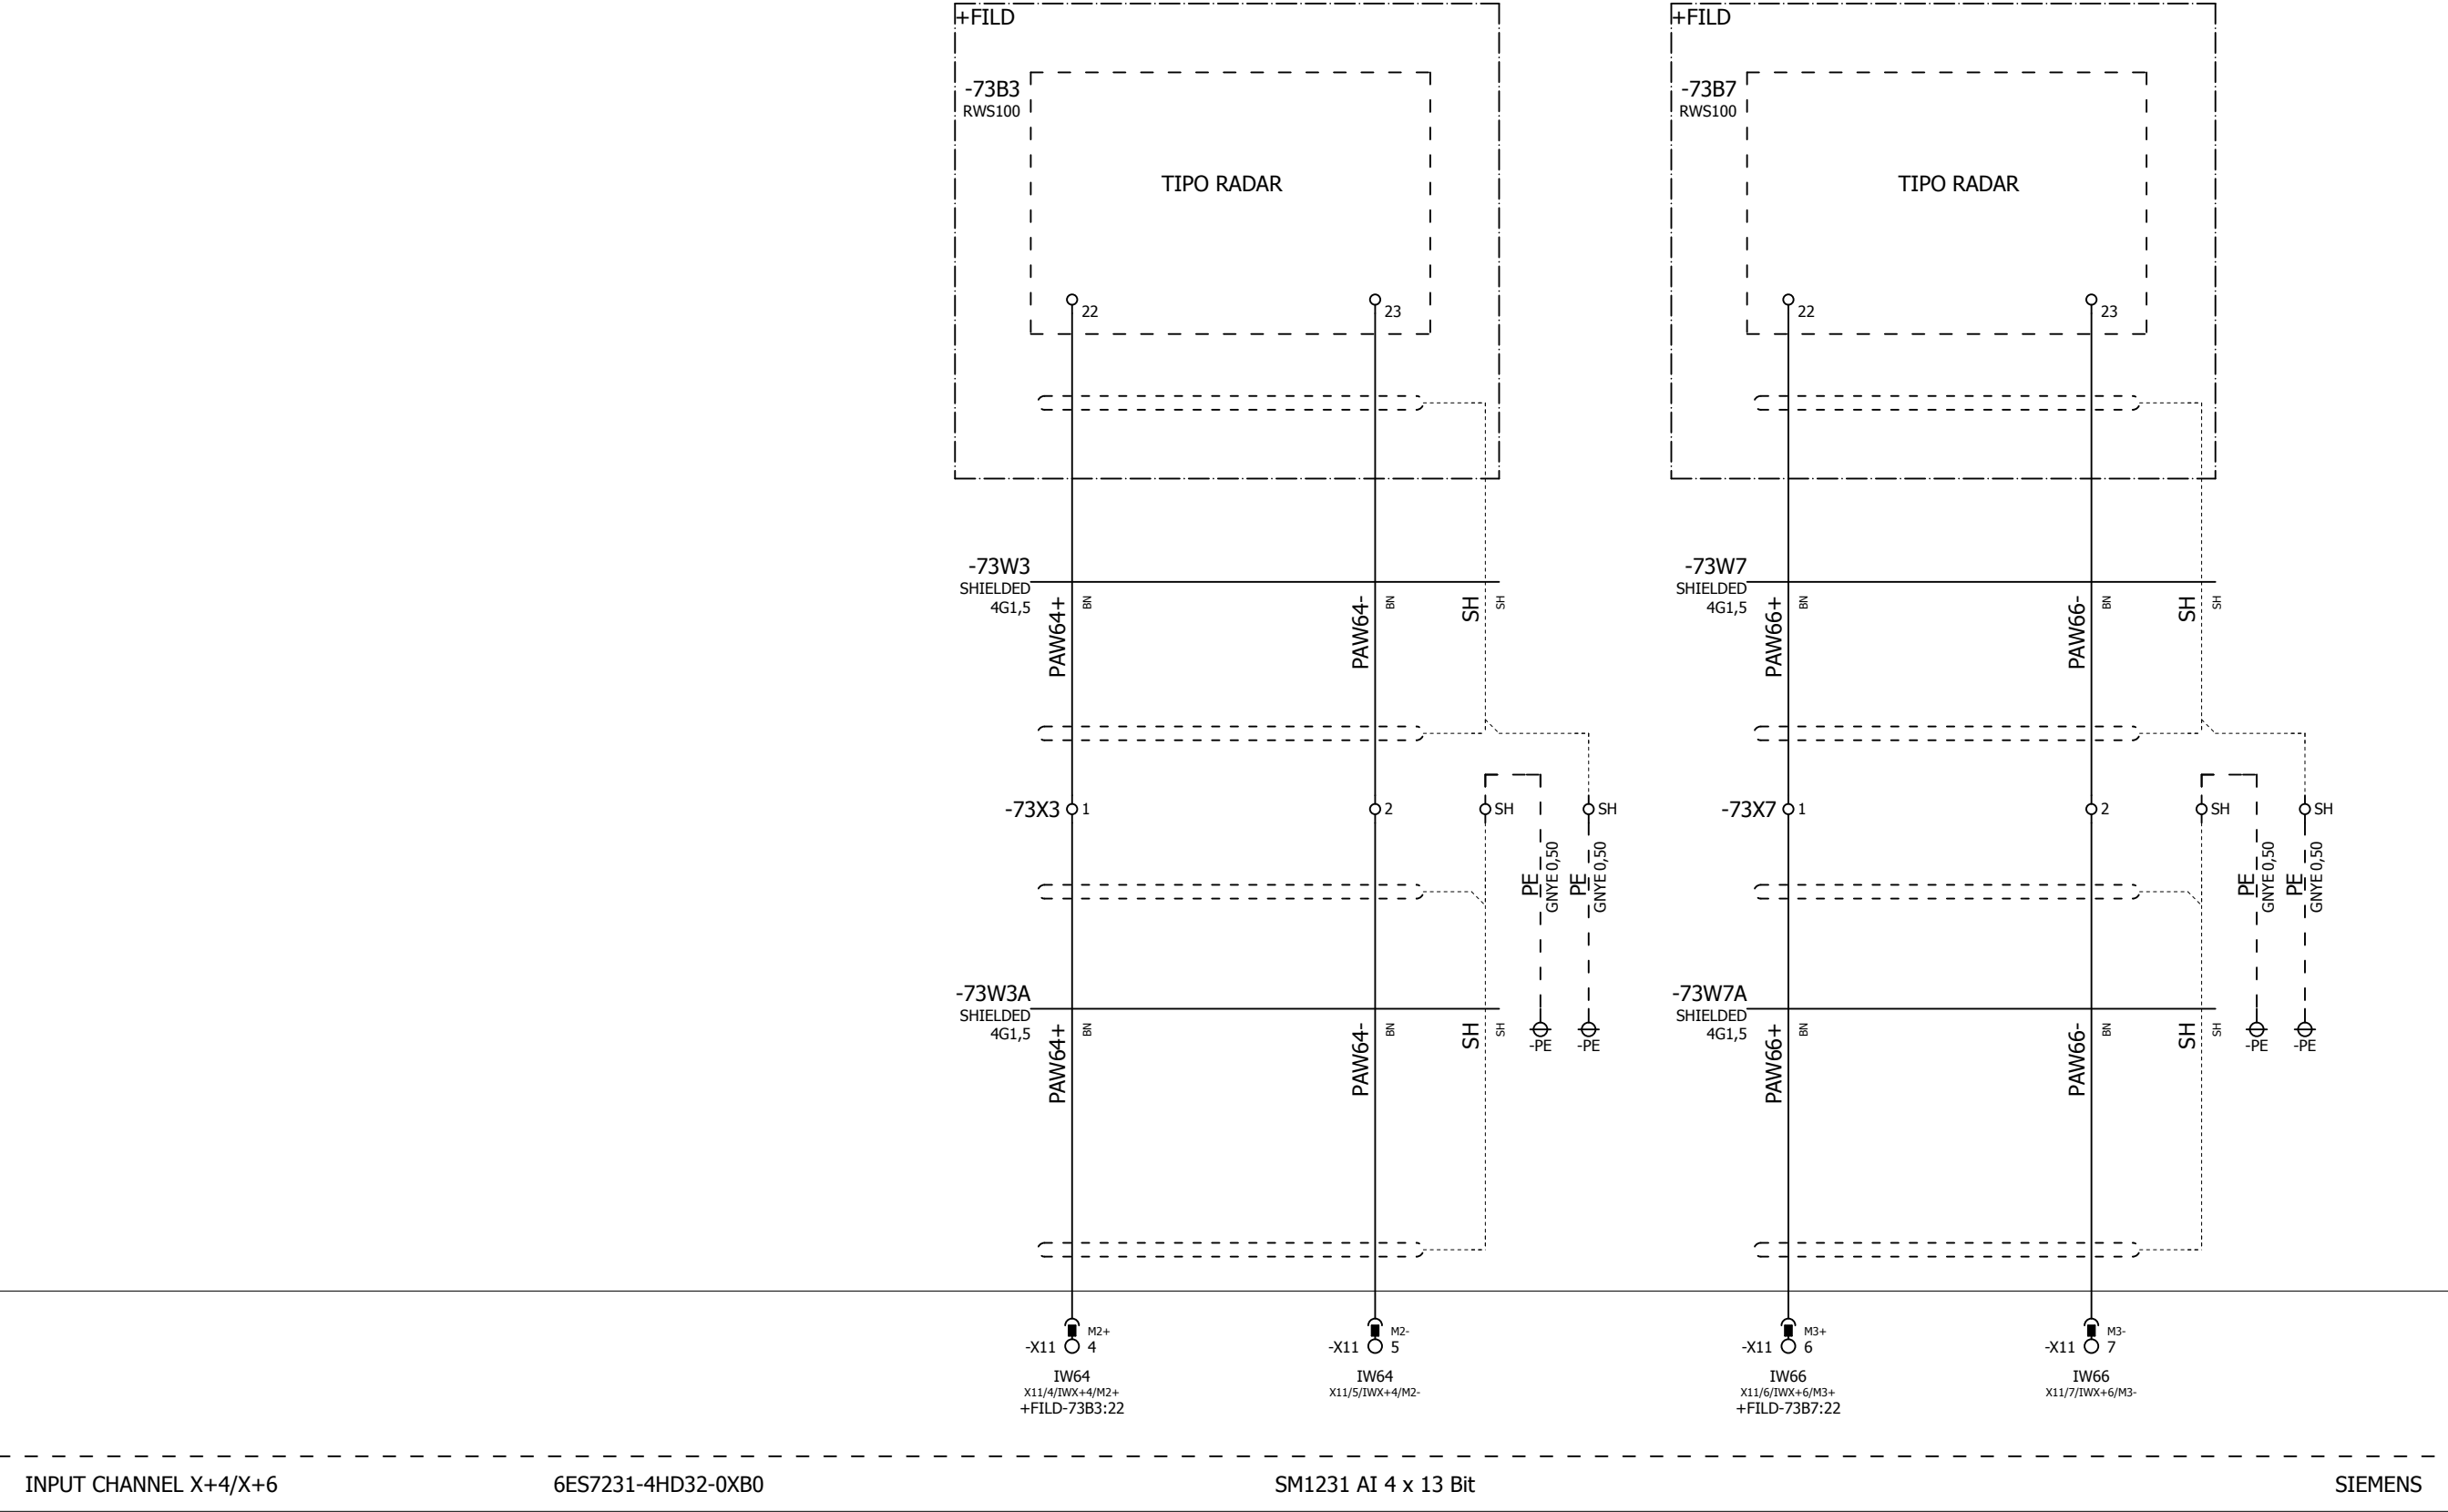 +FILD
-73B3
RWS100
TIPO RADAR
22
23
+FILD
-73B7
RWS100
TIPO RADAR
22
23
-73W3
SHIELDED
4G1,5
PAW64+
BN
PAW64-
BN
SH
SH
-73W7
SHIELDED
4G1,5
PAW66+
BN
PAW66-
BN
SH
SH
-73X3
1
2
SH
SH
PE
GNYE 0,50
PE
GNYE 0,50
-73X7
1
2
SH
SH
PE
GNYE 0,50
PE
GNYE 0,50
-73W3A
SHIELDED
4G1,5
PAW64+
BN
PAW64-
BN
SH
SH
-PE
-PE
-73W7A
SHIELDED
4G1,5
PAW66+
BN
PAW66-
BN
SH
SH
-PE
-PE
M2+
-X11 4
IW64
X11/4/IWX+4/M2+
+FILD-73B3:22
M2-
-X11 5
IW64
X11/5/IWX+4/M2-
M3+
-X11 6
IW66
X11/6/IWX+6/M3+
+FILD-73B7:22
M3-
-X11 7
IW66
X11/7/IWX+6/M3-
INPUT CHANNEL X+4/X+6 6ES7231-4HD32-0XB0 SM1231 AI 4 x 13 Bit SIEMENS